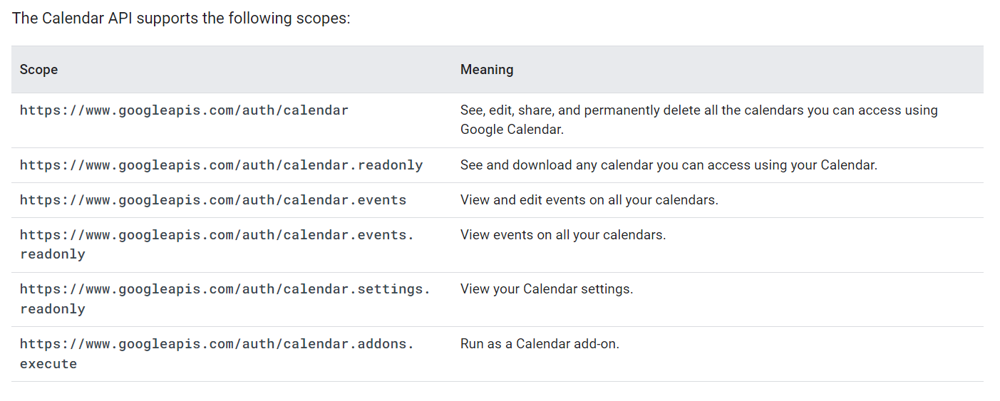 The Calendar API supports the following scopes:
Scope Meaning
https://www.googleapis.com/auth/calendar See, edit, share, and permanently delete all the calendars you can access using
Google Calendar.
https://www.googleapis.com/auth/calendar.readonly See and download any calendar you can access using your Calendar.
https://www.googleapis.com/auth/calendar.events View and edit events on all your calendars.
https://www.googleapis.com/auth/calendar.events. View events on all your calendars.
readonly
https://www.googleapis.com/auth/calendar.settings. View your Calendar settings.
readonly
https://www.googleapis.com/auth/calendar.addons. Run as a Calendar add-on.
execute